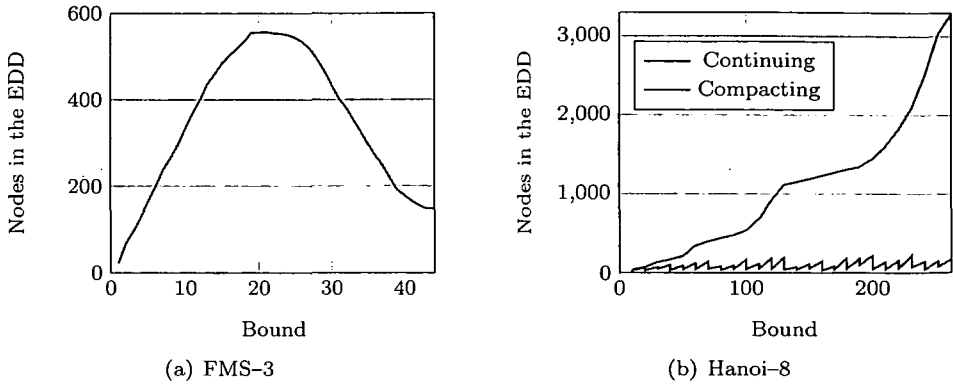 600
400
200
0
0
10
20
30
40
Nodes in the EDD
Bound
(a) FMS–3
3,000
2,000
1,000
0
0
100
200
Nodes in the EDD
Continuing
Compacting
Bound
(b) Hanoi–8